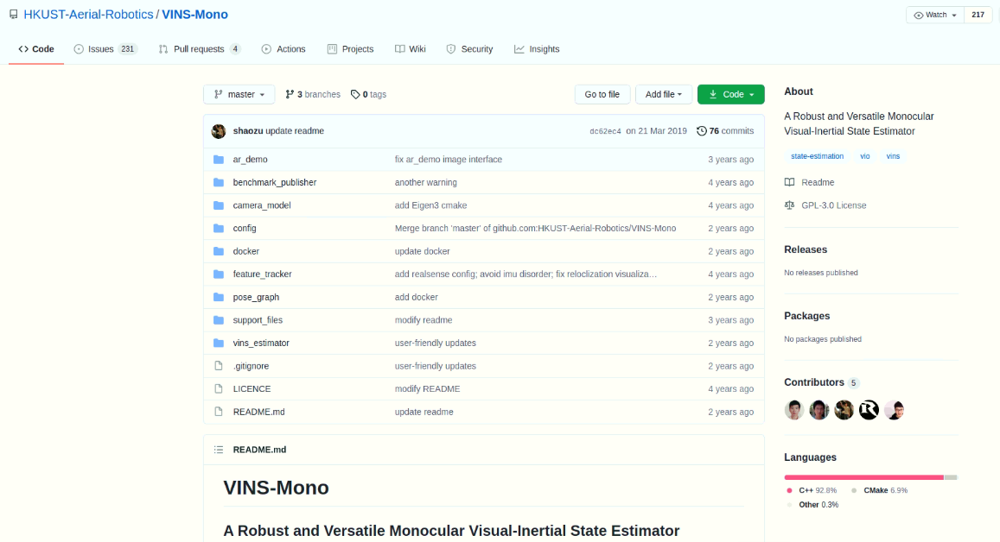 HKUST-Aerial-Robotics / VINS-Mono
Watch 217
Code Issues 231 Pull requests 4 Actions Projects Wiki Security Insights
master 3 branches 0 tags Go to file Add file Code
shaozu update readme dc62ec4 on 21 Mar 2019 76 commits
ar_demo fix ar_demo image interface 3 years ago
benchmark_publisher another warning 4 years ago
camera_model add Eigen3 cmake 4 years ago
config Merge branch 'master' of github.com:HKUST-Aerial-Robotics/VINS-Mono 2 years ago
docker update docker 2 years ago
feature_tracker add realsense config; avoid imu disorder; fix reloclization visualiza… 4 years ago
pose_graph add docker 2 years ago
support_files modify readme 3 years ago
vins_estimator user-friendly updates 2 years ago
.gitignore user-friendly updates 2 years ago
LICENCE modify README 4 years ago
README.md update readme 2 years ago
README.md
VINS-Mono
A Robust and Versatile Monocular Visual-Inertial State Estimator
About
A Robust and Versatile Monocular
Visual-Inertial State Estimator
state-estimation vio vins
Readme
GPL-3.0 License
Releases
No releases published
Packages
No packages published
Contributors 5
Languages
C++ 92.8% CMake 6.9%
Other 0.3%